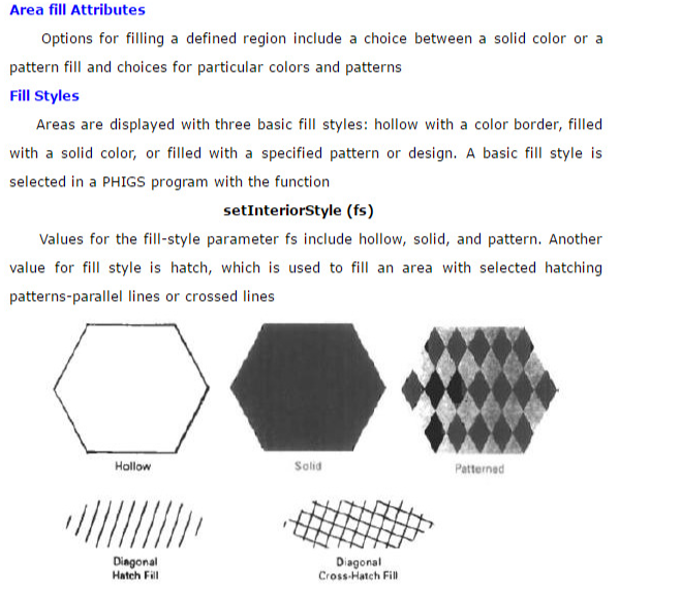 Area fill Attributes
Options for filling a defined region include a choice between a solid color or a
pattern fill and choices for particular colors and patterns
Fill Styles
Areas are displayed with three basic fill styles: hollow with a color border, filled
with a solid color, or filled with a specified pattern or design. A basic fill style is
selected in a PHIGS program with the function
setInteriorStyle (fs)
Values for the fill-style parameter fs include hollow, solid, and pattern. Another
value for fill style is hatch, which is used to fill an area with selected hatching
patterns-parallel lines or crossed lines
Hollow
Solid
Patterned
Diagonal
Hatch Fill
Diagonal
Cross-Hatch Fill